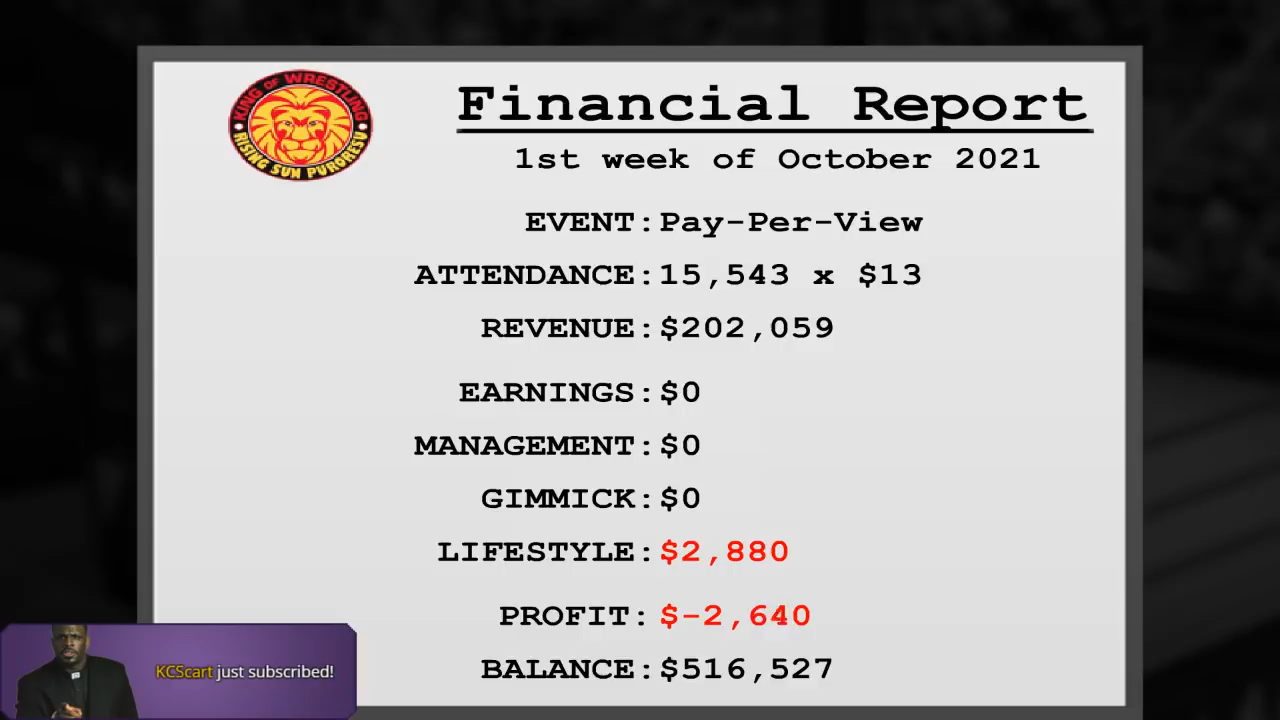 KING OF WRESTLING
RISING SUN PURORESU
Financial Report
1st week of October 2021
EVENT: Pay-Per-View
ATTENDANCE: 15,543 x $13
REVENUE: $202,059
EARNINGS: $0
MANAGEMENT: $0
GIMMICK: $0
LIFESTYLE: $2,880
PROFIT: $-2,640
BALANCE: $516,527
KCScart just subscribed!